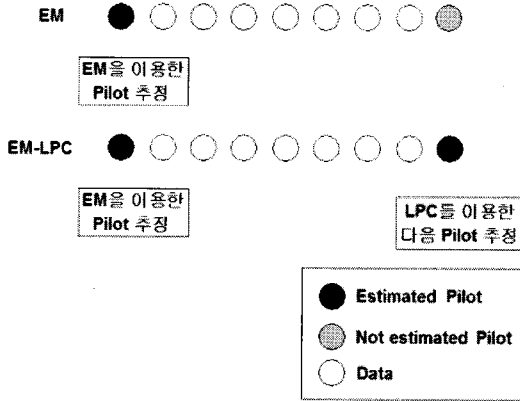 EM
EM을 이용한
Pilot 추정
EM-LPC
EM을 이용한
Pilot 추정
LPC를 이용한
다음 Pilot 추정
Estimated Pilot
Not estimated Pilot
Data